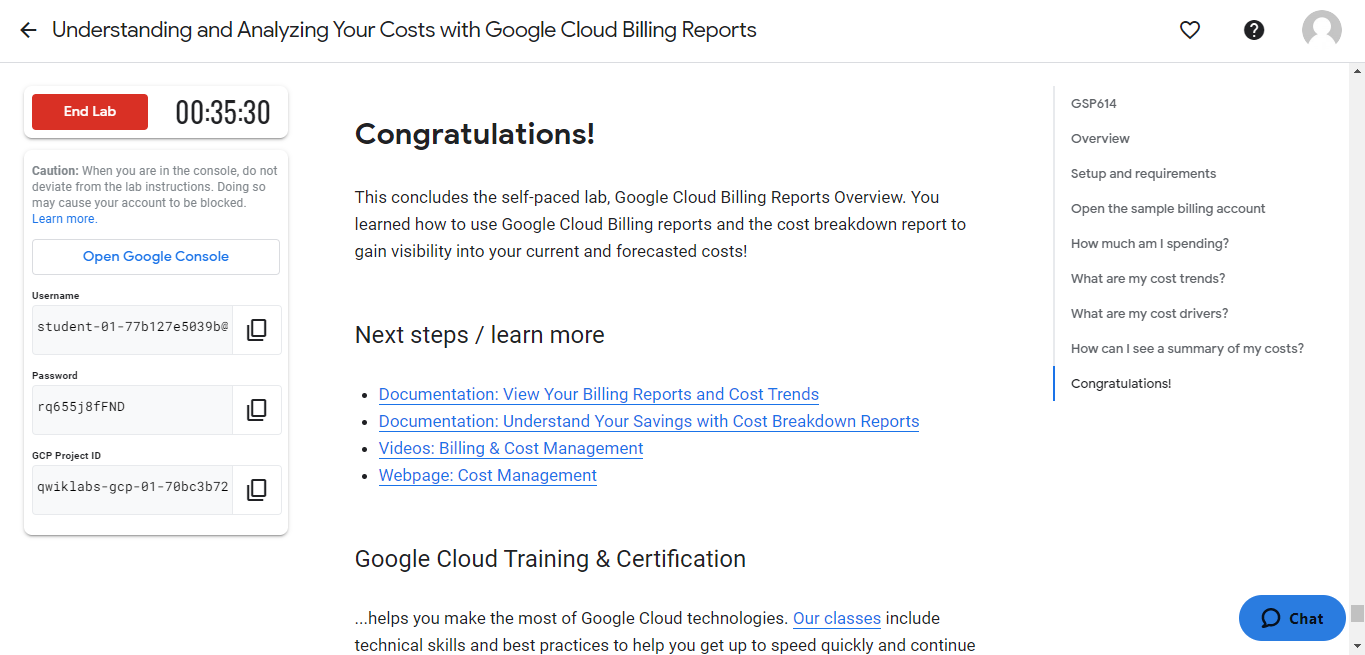 Understanding and Analyzing Your Costs with Google Cloud Billing Reports
End Lab
00:35:30
Caution: When you are in the console, do not
deviate from the lab instructions. Doing so
may cause your account to be blocked.
Learn more.
Open Google Console
Username
student-01-77b127e5039b@
Password
rq655j8fFND
GCP Project ID
qwiklabs-gcp-01-70bc3b72
Congratulations!
This concludes the self-paced lab, Google Cloud Billing Reports Overview. You
learned how to use Google Cloud Billing reports and the cost breakdown report to
gain visibility into your current and forecasted costs!
Next steps / learn more
• Documentation: View Your Billing Reports and Cost Trends
• Documentation: Understand Your Savings with Cost Breakdown Reports
• Videos: Billing & Cost Management
• Webpage: Cost Management
Google Cloud Training & Certification
...helps you make the most of Google Cloud technologies. Our classes include
technical skills and best practices to help you get up to speed quickly and continue
GSP614
Overview
Setup and requirements
Open the sample billing account
How much am I spending?
What are my cost trends?
What are my cost drivers?
How can I see a summary of my costs?
Congratulations!
Chat